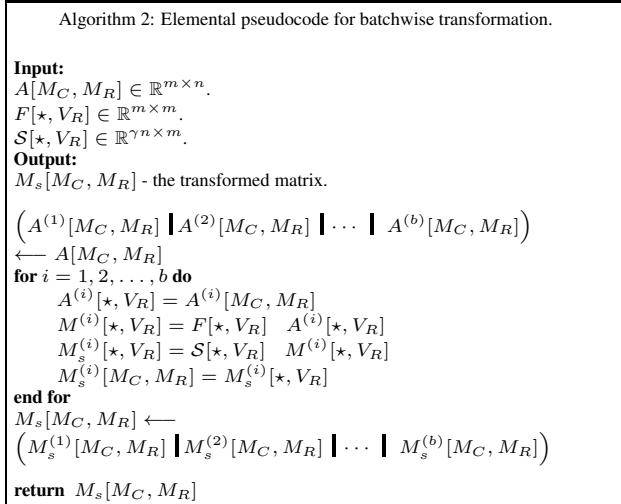 Algorithm 2: Elemental pseudocode for batchwise transformation.
Input:
A[M_C, M_R] ∈ ℝ^{m×n}.
F[⋆, V_R] ∈ ℝ^{m×m}.
𝒮[⋆, V_R] ∈ ℝ^{γn×m}.
Output:
M_s[M_C, M_R] - the transformed matrix.
(A^{(1)}[M_C, M_R] | A^{(2)}[M_C, M_R] | ⋯ | A^{(b)}[M_C, M_R])
⟵ A[M_C, M_R]
for i = 1, 2, . . . , b do
A^{(i)}[⋆, V_R] = A^{(i)}[M_C, M_R]
M^{(i)}[⋆, V_R] = F[⋆, V_R] A^{(i)}[⋆, V_R]
M_s^{(i)}[⋆, V_R] = 𝒮[⋆, V_R] M^{(i)}[⋆, V_R]
M_s^{(i)}[M_C, M_R] = M_s^{(i)}[⋆, V_R]
end for
M_s[M_C, M_R] ⟵
(M_s^{(1)}[M_C, M_R] | M_s^{(2)}[M_C, M_R] | ⋯ | M_s^{(b)}[M_C, M_R])
return M_s[M_C, M_R]